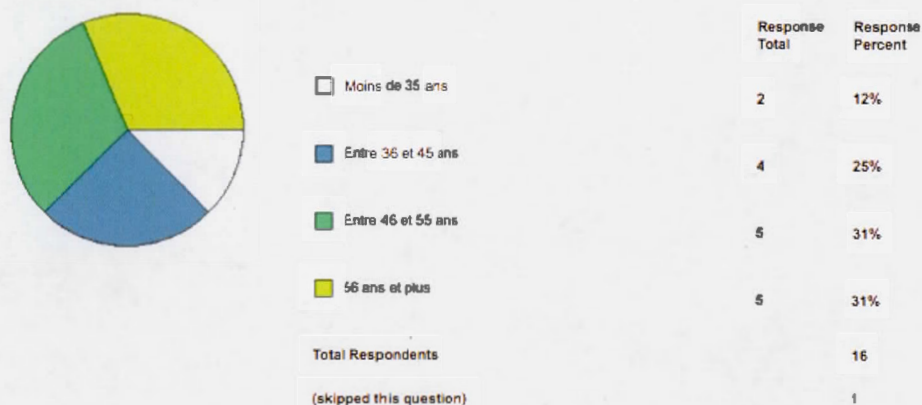 Response Total
Response Percent
Moins de 35 ans
2
12%
Entre 36 et 45 ans
4
25%
Entre 46 et 55 ans
5
31%
56 ans et plus
5
31%
Total Respondents
16
(skipped this question)
1